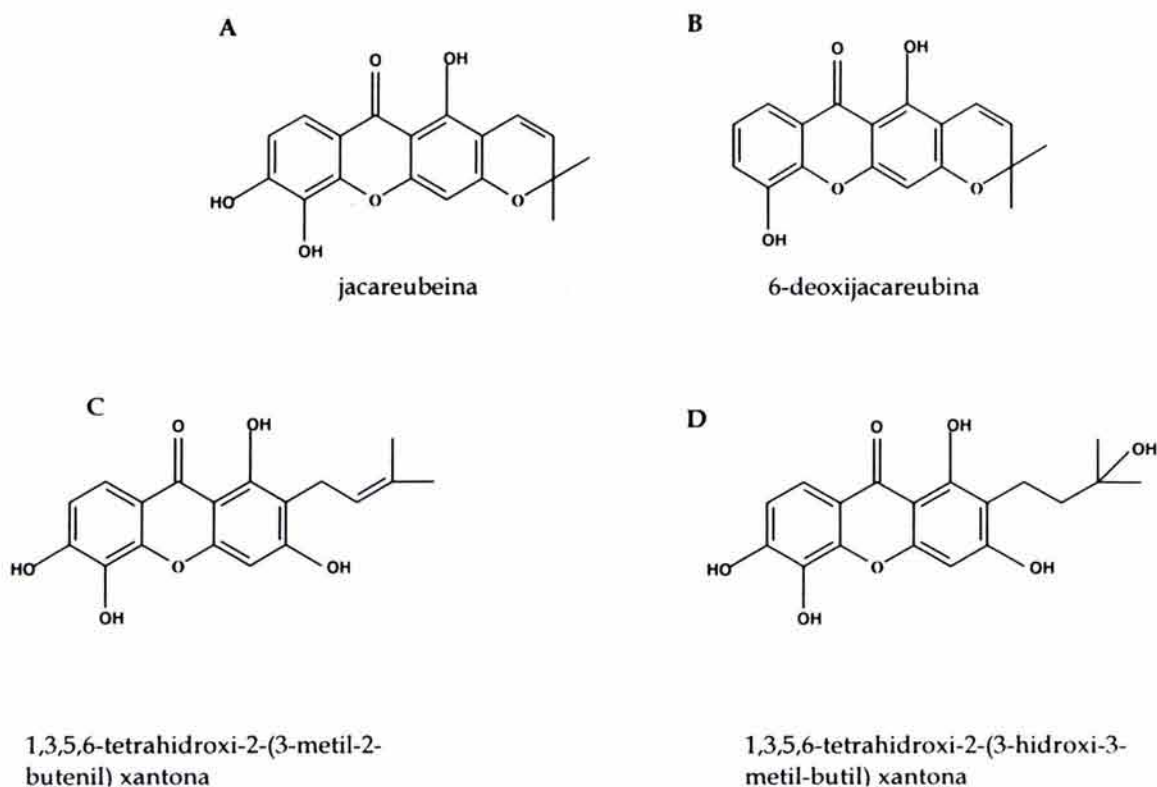 A
O
OH
HO
OH
O
O
jacareubeina
B
O
OH
O
O
OH
6-deoxijacareubina
C
O
OH
HO
OH
O
OH
1,3,5,6-tetrahidroxi-2-(3-metil-2-
butenil) xantona
D
O
OH
OH
HO
OH
O
OH
1,3,5,6-tetrahidroxi-2-(3-hidroxi-3-
metil-butil) xantona